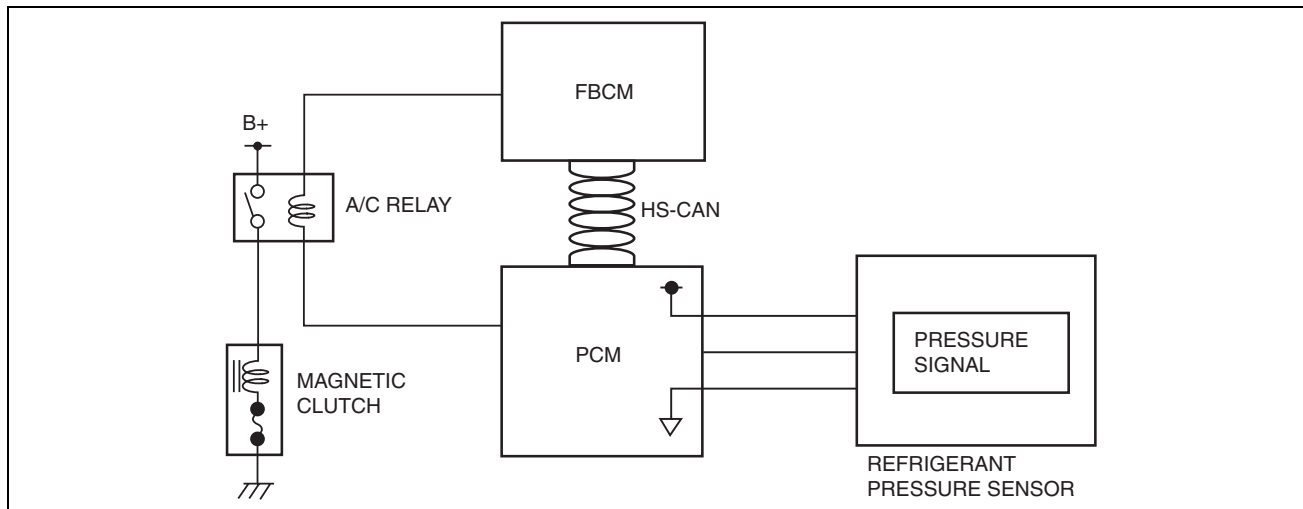 FBCM
B+
A/C RELAY
HS-CAN
PCM
PRESSURE
SIGNAL
MAGNETIC
CLUTCH
REFRIGERANT
PRESSURE SENSOR